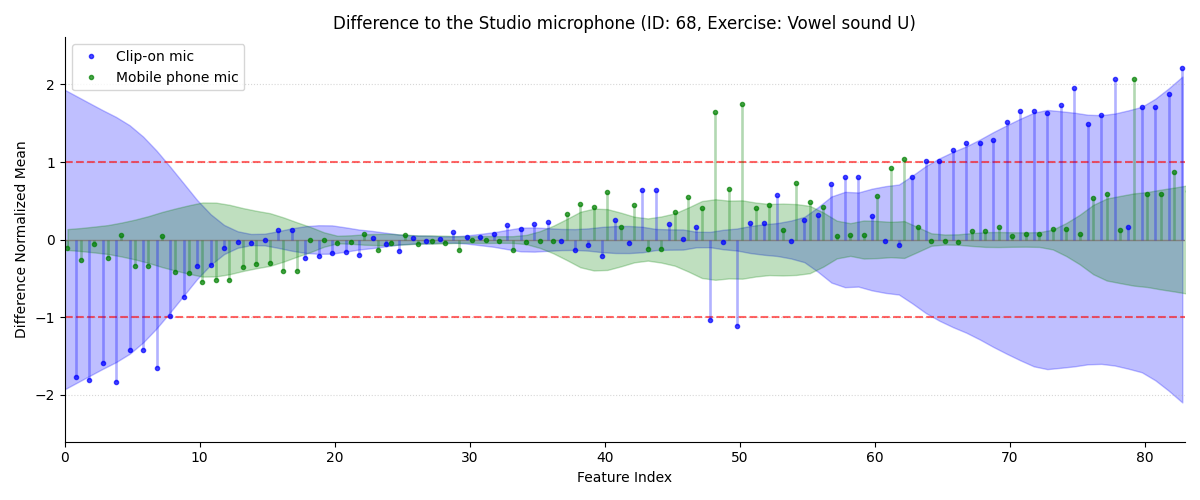 Difference to the Studio microphone (ID: 68, Exercise: Vowel sound U)
Clip-on mic
Mobile phone mic
Difference Normalized Mean
2
1
0
−1
−2
0 10 20 30 40 50 60 70 80
Feature Index